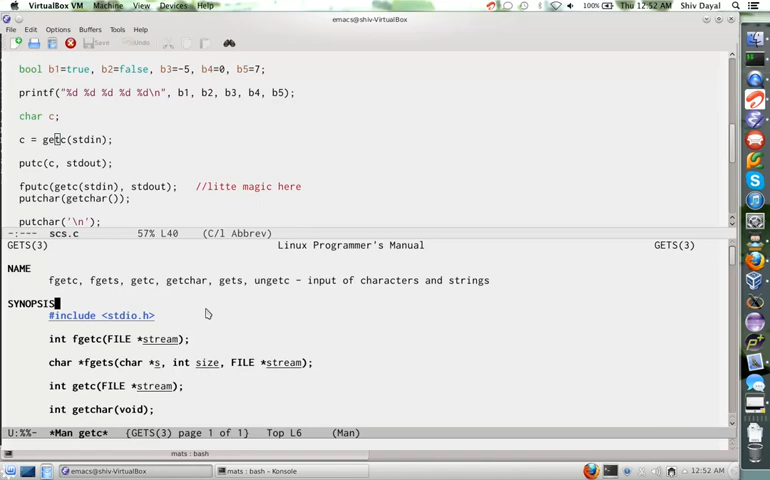 VirtualBox VM Machine View Devices Help 100% Thu 12:52 AM Shiv Dayal
emacs@shiv-VirtualBox
File Edit Options Buffers Tools Help
Save Undo
bool b1=true, b2=false, b3=-5, b4=0, b5=7;
printf("%d %d %d %d %d\n", b1, b2, b3, b4, b5);
char c;
c = getc(stdin);
putc(c, stdout);
fputc(getc(stdin), stdout); //litte magic here
putchar(getchar());
putchar('\n');
-:--- scs.c 57% L40 (C/l Abbrev)
GETS(3) Linux Programmer's Manual GETS(3)
NAME
fgetc, fgets, getc, getchar, gets, ungetc - input of characters and strings
SYNOPSIS
#include <stdio.h>
int fgetc(FILE *stream);
char *fgets(char *s, int size, FILE *stream);
int getc(FILE *stream);
int getchar(void);
U:%%- *Man getc* {GETS(3) page 1 of 1} Top L6 (Man)
mats : bash
emacs@shiv-VirtualBox mats : bash – Konsole 12:52 AM